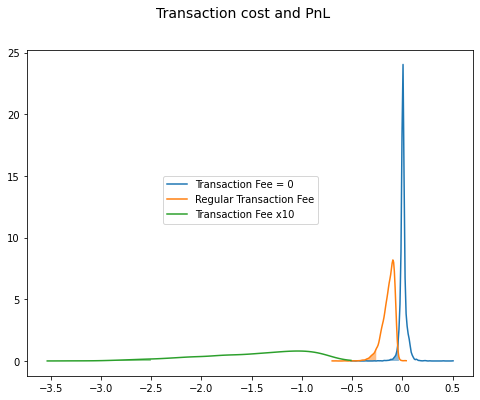 Transaction cost and PnL
25
20
15
10
5
0
Transaction Fee = 0
Regular Transaction Fee
Transaction Fee x10
−3.5 −3.0 −2.5 −2.0 −1.5 −1.0 −0.5 0.0 0.5